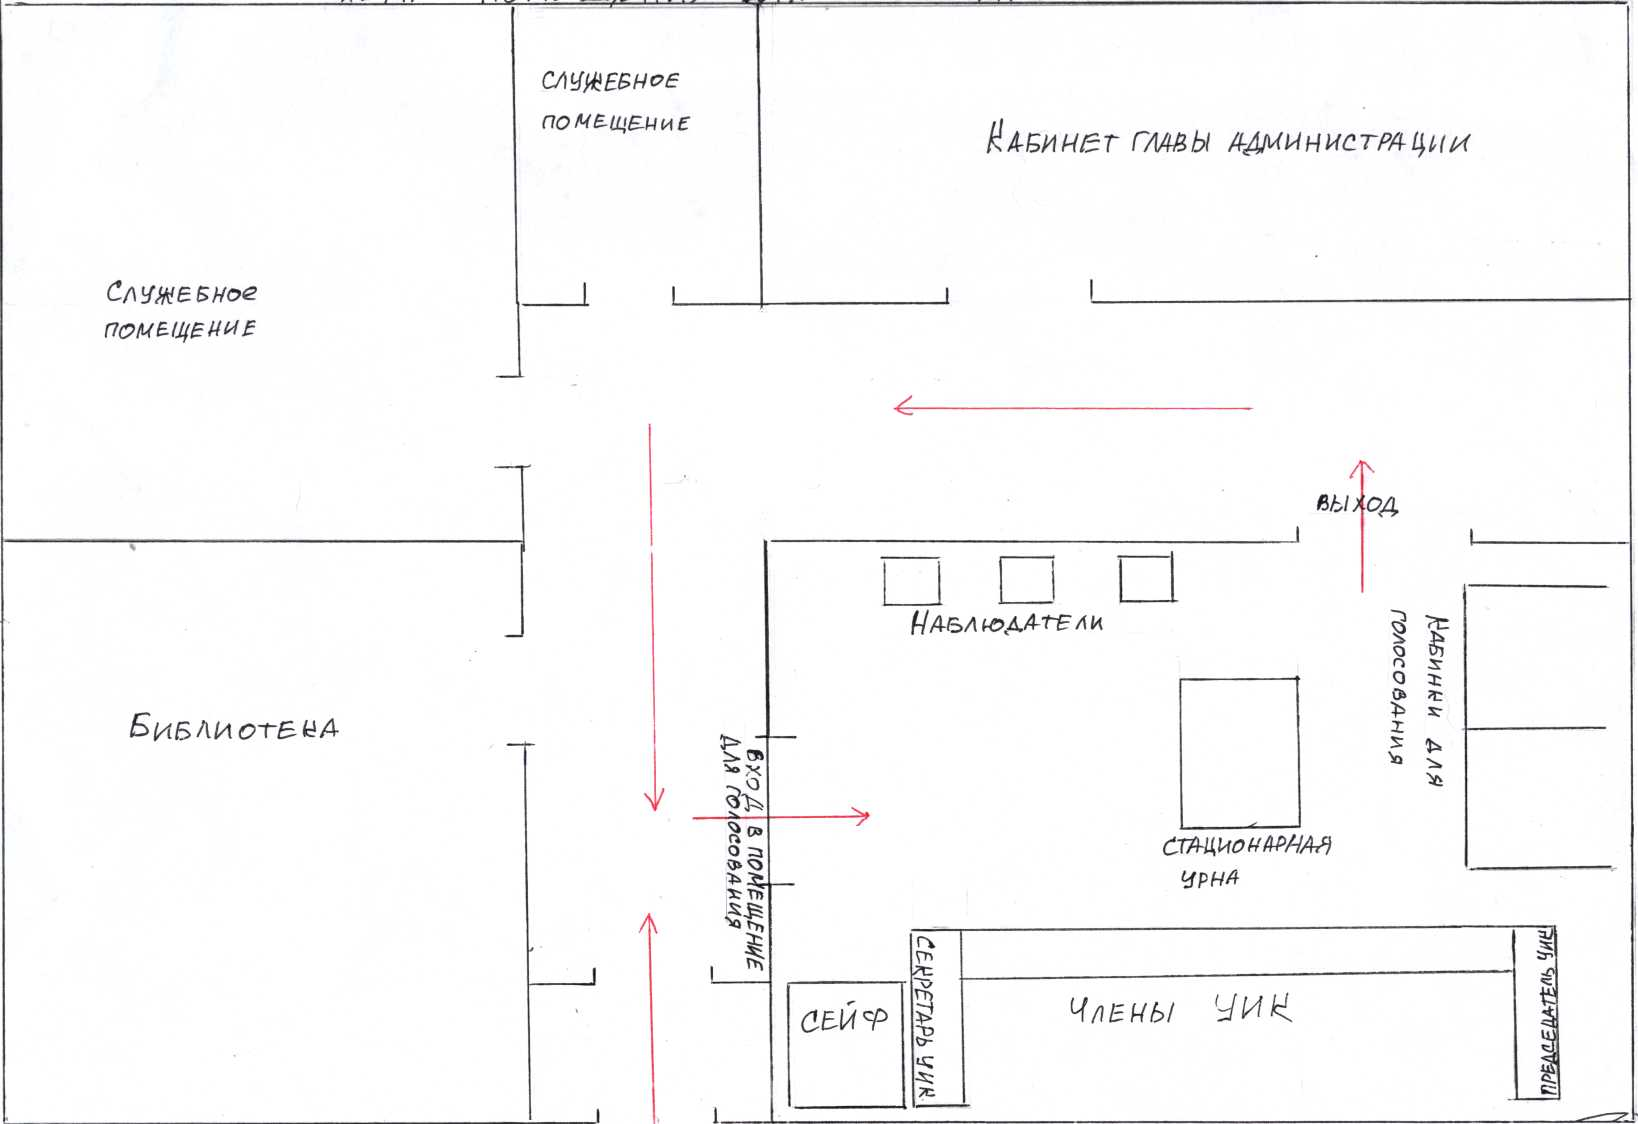 СЛУЖЕБНОЕ
ПОМЕЩЕНИЕ
КАБИНЕТ ГЛАВЫ АДМИНИСТРАЦИИ
СЛУЖЕБНОЕ
ПОМЕЩЕНИЕ
ВЫХОД
НАБЛЮДАТЕЛИ
КАБИНКИ ДЛЯ
ГОЛОСОВАНИЯ
БИБЛИОТЕКА
ВХОД В ПОМЕЩЕНИЕ
ДЛЯ ГОЛОСОВАНИЯ
СТАЦИОНАРНАЯ
УРНА
СЕЙФ
СЕКРЕТАРЬ УИК
ЧЛЕНЫ УИК
ПРЕДСЕДАТЕЛЬ УИК